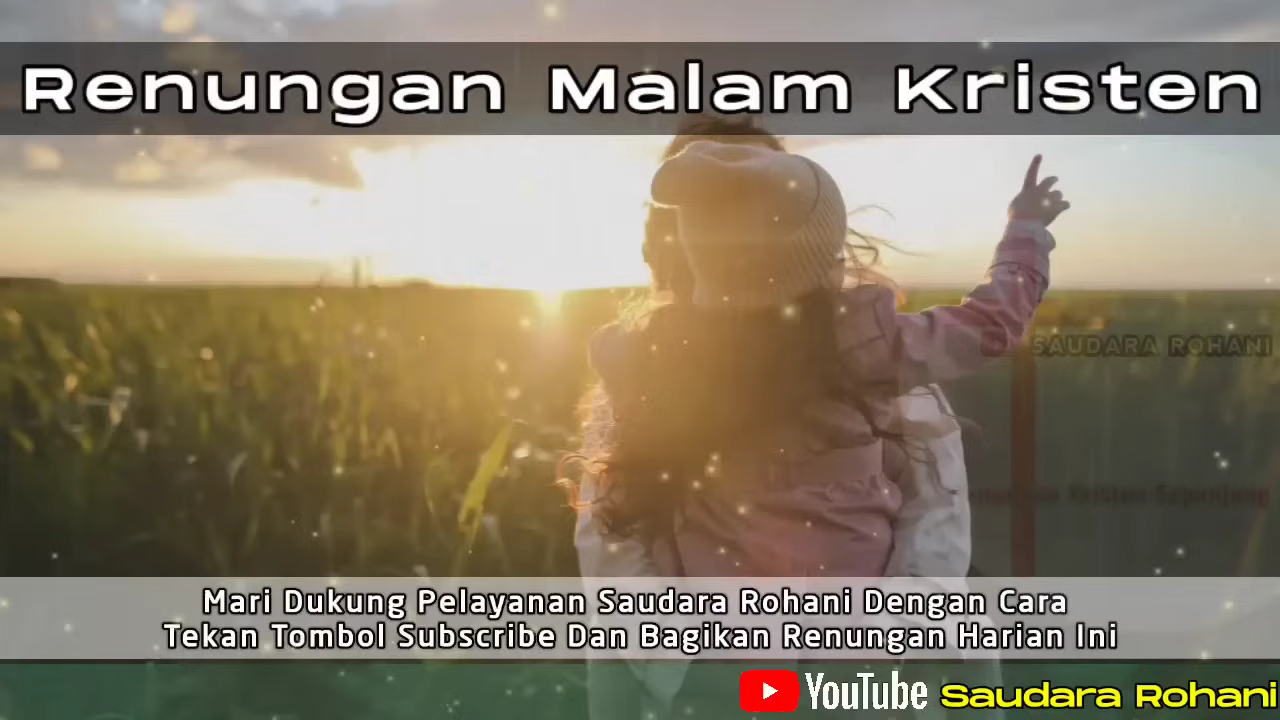 Renungan Malam Kristen
SAUDARA ROHANI
Mari Dukung Pelayanan Saudara Rohani Dengan Cara
Tekan Tombol Subscribe Dan Bagikan Renungan Harian Ini
YouTube Saudara Rohani